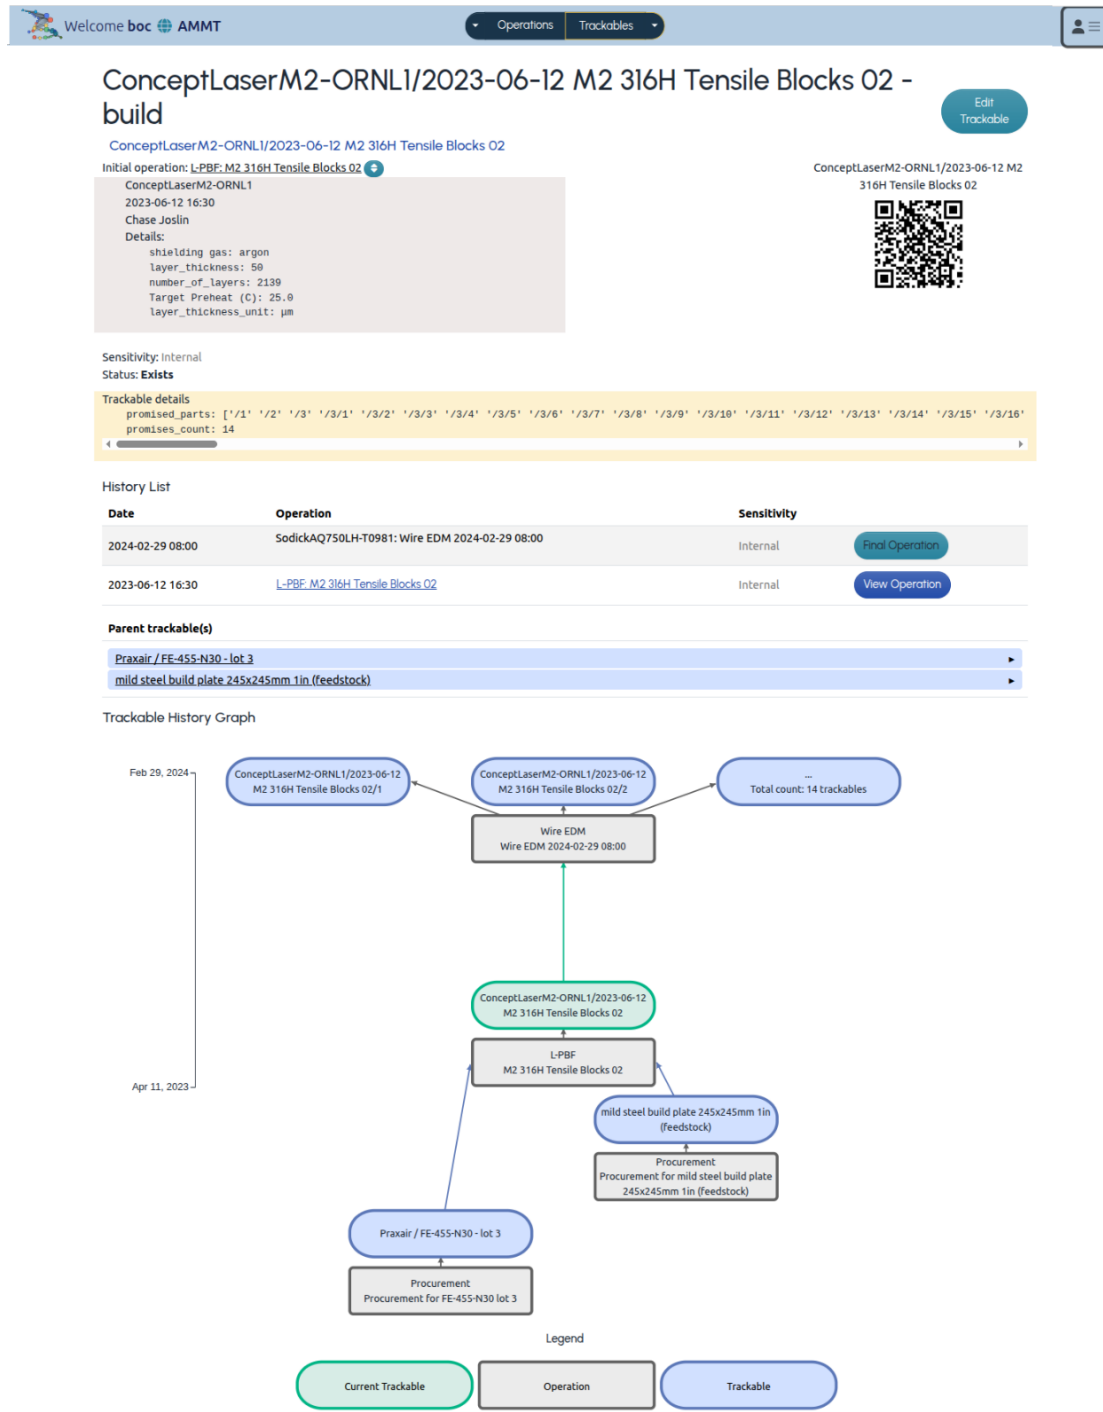 Welcome boc AMMT
Operations
Trackables
ConceptLaserM2-ORNL1/2023-06-12 M2 316H Tensile Blocks 02 -
build
Edit
Trackable
ConceptLaserM2-ORNL1/2023-06-12 M2 316H Tensile Blocks 02
Initial operation: L-PBF: M2 316H Tensile Blocks 02
ConceptLaserM2-ORNL1
2023-06-12 16:30
Chase Joslin
Details:
shielding gas: argon
layer_thickness: 50
number_of_layers: 2139
Target Preheat (C): 25.0
layer_thickness_unit: μm
ConceptLaserM2-ORNL1/2023-06-12 M2
316H Tensile Blocks 02
Sensitivity: Internal
Status: Exists
Trackable details
promised_parts: ['/1' '/2' '/3' '/3/1' '/3/2' '/3/3' '/3/4' '/3/5' '/3/6' '/3/7' '/3/8' '/3/9' '/3/10' '/3/11' '/3/12' '/3/13' '/3/14' '/3/15' '/3/16'
promises_count: 14
History List
Date Operation Sensitivity
2024-02-29 08:00 SodickAQ750LH-T0981: Wire EDM 2024-02-29 08:00 Internal Final Operation
2023-06-12 16:30 L-PBF: M2 316H Tensile Blocks 02 Internal View Operation
Parent trackable(s)
Praxair / FE-455-N30 - lot 3
mild steel build plate 245x245mm 1in (feedstock)
Trackable History Graph
Feb 29, 2024
ConceptLaserM2-ORNL1/2023-06-12
M2 316H Tensile Blocks 02/1
ConceptLaserM2-ORNL1/2023-06-12
M2 316H Tensile Blocks 02/2
...
Total count: 14 trackables
Wire EDM
Wire EDM 2024-02-29 08:00
ConceptLaserM2-ORNL1/2023-06-12
M2 316H Tensile Blocks 02
L-PBF
M2 316H Tensile Blocks 02
Apr 11, 2023
mild steel build plate 245x245mm 1in
(feedstock)
Procurement
Procurement for mild steel build plate
245x245mm 1in (feedstock)
Praxair / FE-455-N30 - lot 3
Procurement
Procurement for FE-455-N30 lot 3
Legend
Current Trackable
Operation
Trackable